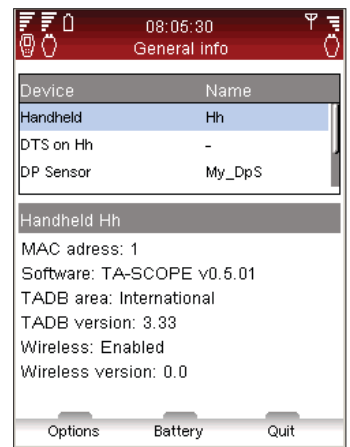 08:05:30
General info
Device Name
Handheld Hh
DTS on Hh -
DP Sensor My_DpS
Handheld Hh
MAC adress: 1
Software: TA-SCOPE v0.5.01
TADB area: International
TADB version: 3.33
Wireless: Enabled
Wireless version: 0.0
Options Battery Quit